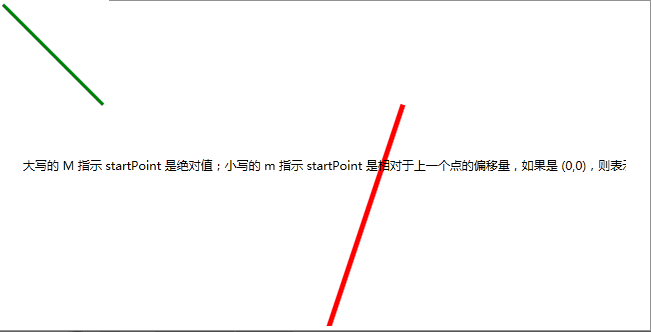 大写的 M 指示 startPoint 是绝对值；小写的 m 指示 startPoint 是相对于上一个点的偏移量，如果是 (0,0)，则表